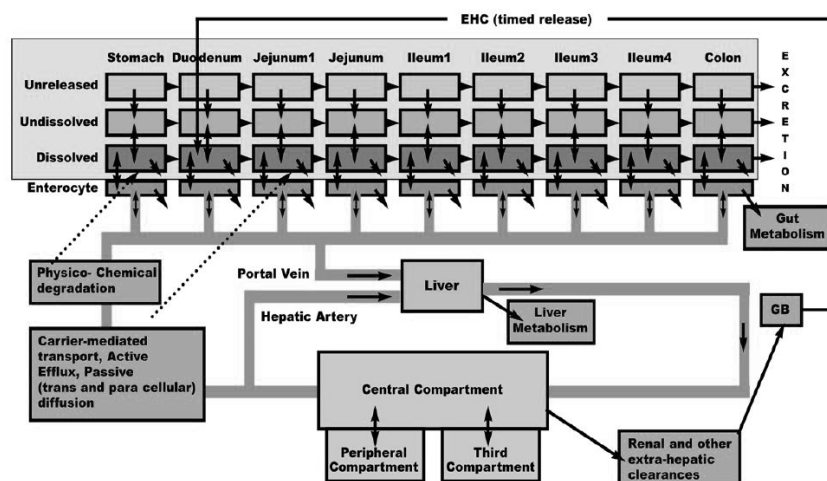 EHC (timed release)
Stomach Duodenum Jejunum1 Jejunum Ileum1 Ileum2 Ileum3 Ileum4 Colon
Unreleased
Undissolved
Dissolved
Enterocyte
EXCRETION
Gut
Metabolism
Physico- Chemical
degradation
Portal Vein
Liver
Hepatic Artery
Liver
Metabolism
GB
Carrier-mediated
transport, Active
Efflux, Passive
(trans and para cellular)
diffusion
Central Compartment
Peripheral
Compartment
Third
Compartment
Renal and other
extra-hepatic
clearances